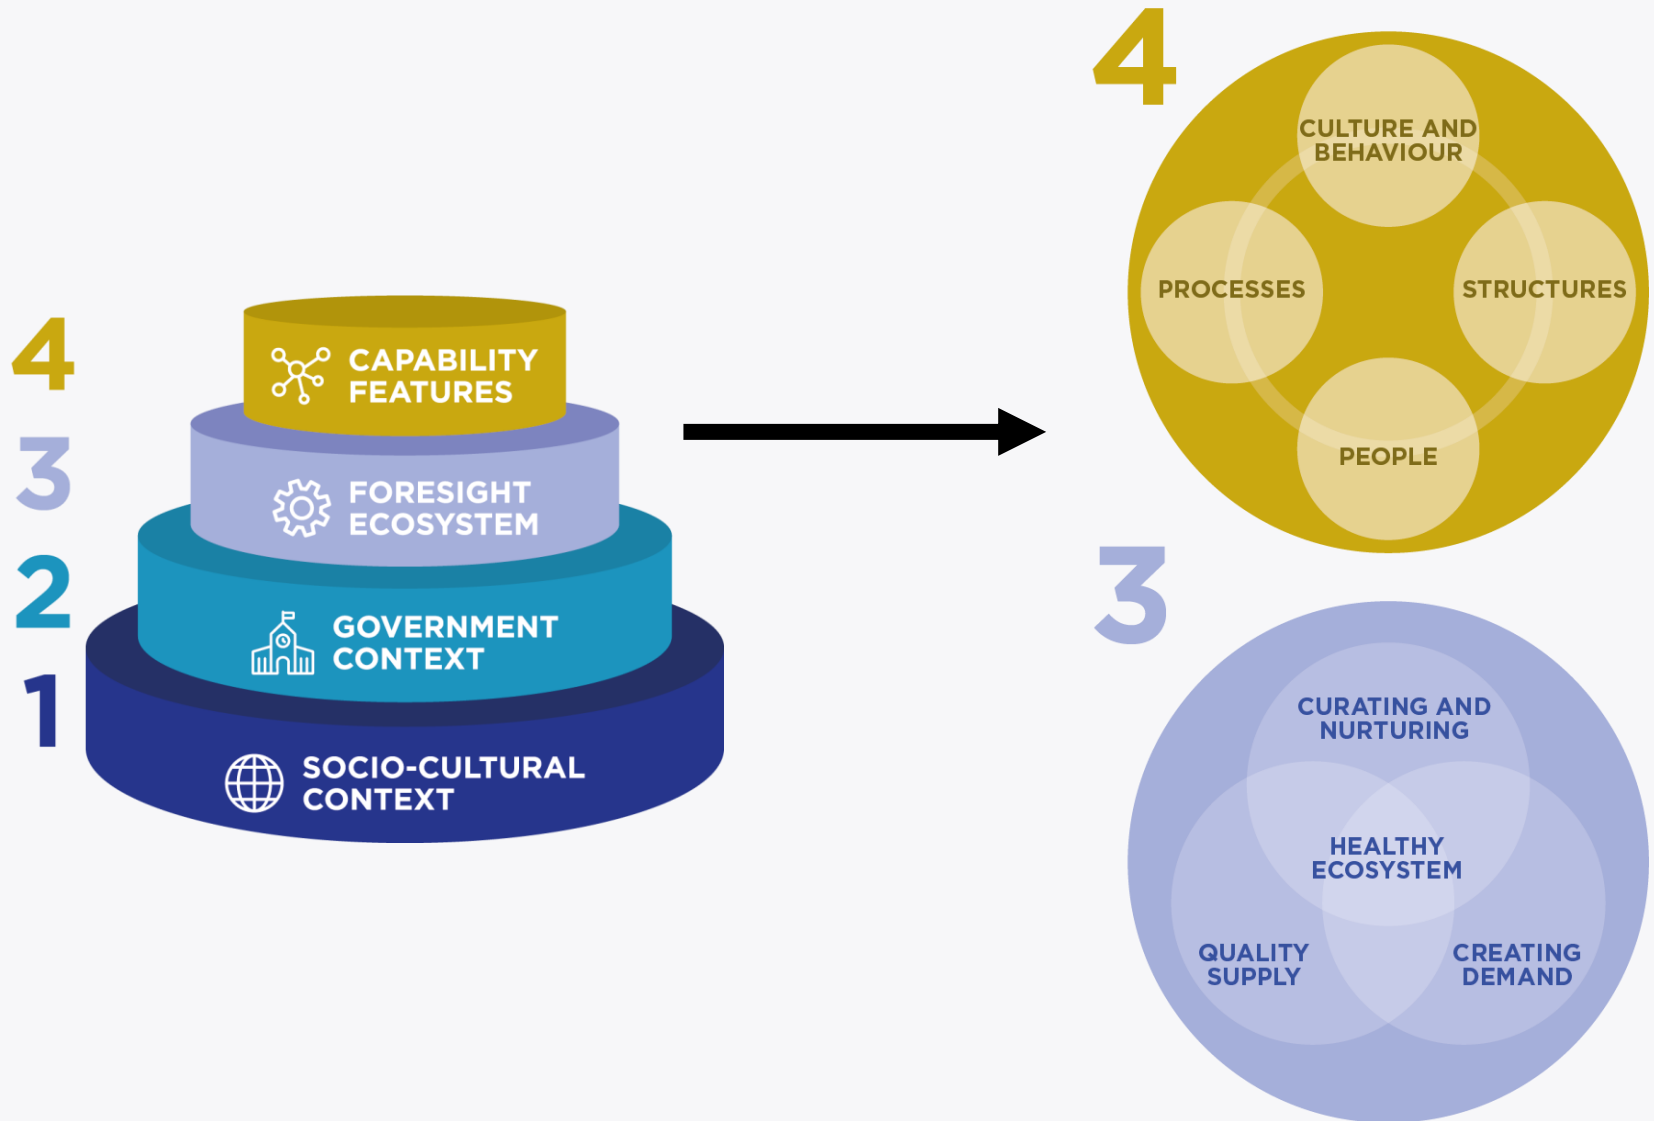 4
CAPABILITY
FEATURES
3
FORESIGHT
ECOSYSTEM
2
GOVERNMENT
CONTEXT
1
SOCIO-CULTURAL
CONTEXT
4
CULTURE AND
BEHAVIOUR
PROCESSES
STRUCTURES
PEOPLE
3
CURATING AND
NURTURING
HEALTHY
ECOSYSTEM
QUALITY
SUPPLY
CREATING
DEMAND